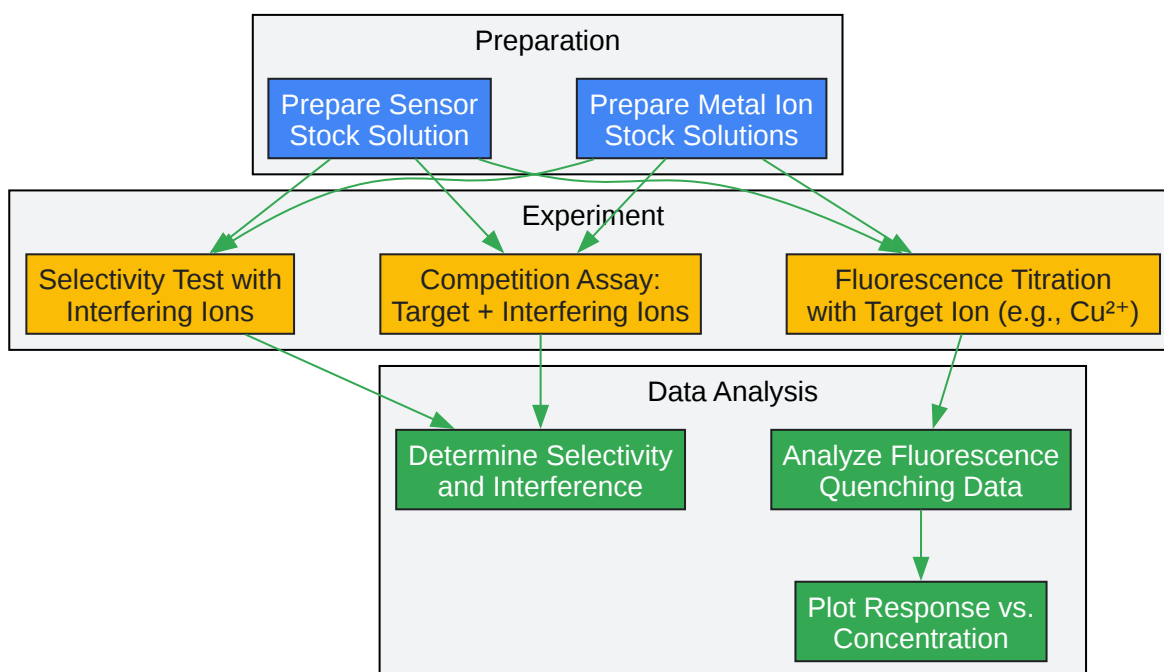 Preparation
Prepare Sensor
Stock Solution
Prepare Metal Ion
Stock Solutions
Experiment
Selectivity Test with
Interfering Ions
Competition Assay:
Target + Interfering Ions
Fluorescence Titration
with Target Ion (e.g., Cu²⁺)
Data Analysis
Determine Selectivity
and Interference
Analyze Fluorescence
Quenching Data
Plot Response vs.
Concentration